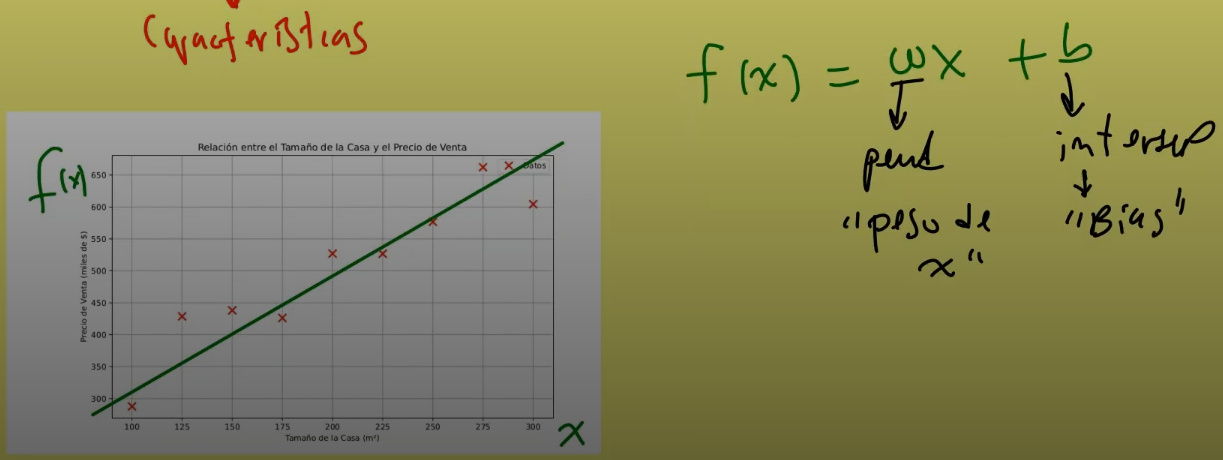 Características
f(x) = wx + b
pend
intersep
"peso de
x"
"Bias"
f(x)
Relación entre el Tamaño de la Casa y el Precio de Venta
Datos
Precio de Venta (miles de $)
650
600
550
500
450
400
350
300
100 125 150 175 200 225 250 275 300
Tamaño de la Casa (m²)
x